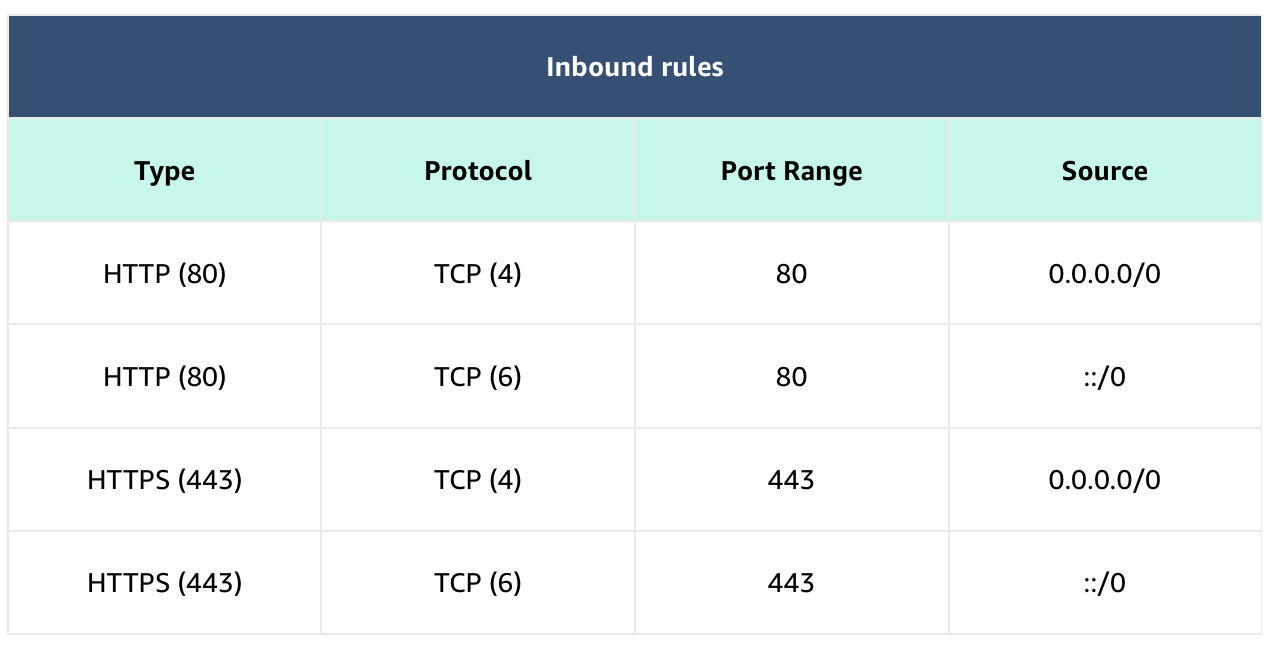 Inbound rules
Type Protocol Port Range Source
HTTP (80) TCP (4) 80 0.0.0.0/0
HTTP (80) TCP (6) 80 ::/0
HTTPS (443) TCP (4) 443 0.0.0.0/0
HTTPS (443) TCP (6) 443 ::/0